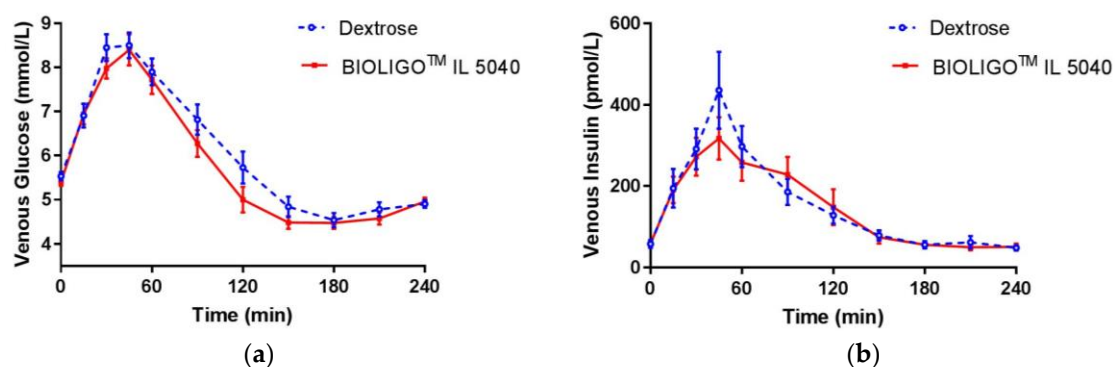 Venous Glucose (mmol/L)
9
8
7
6
5
4
0
60
120
180
240
Time (min)
Dextrose
BIOLIGO™ IL 5040
(a)
Venous Insulin (pmol/L)
600
400
200
0
0
60
120
180
240
Time (min)
Dextrose
BIOLIGO™ IL 5040
(b)